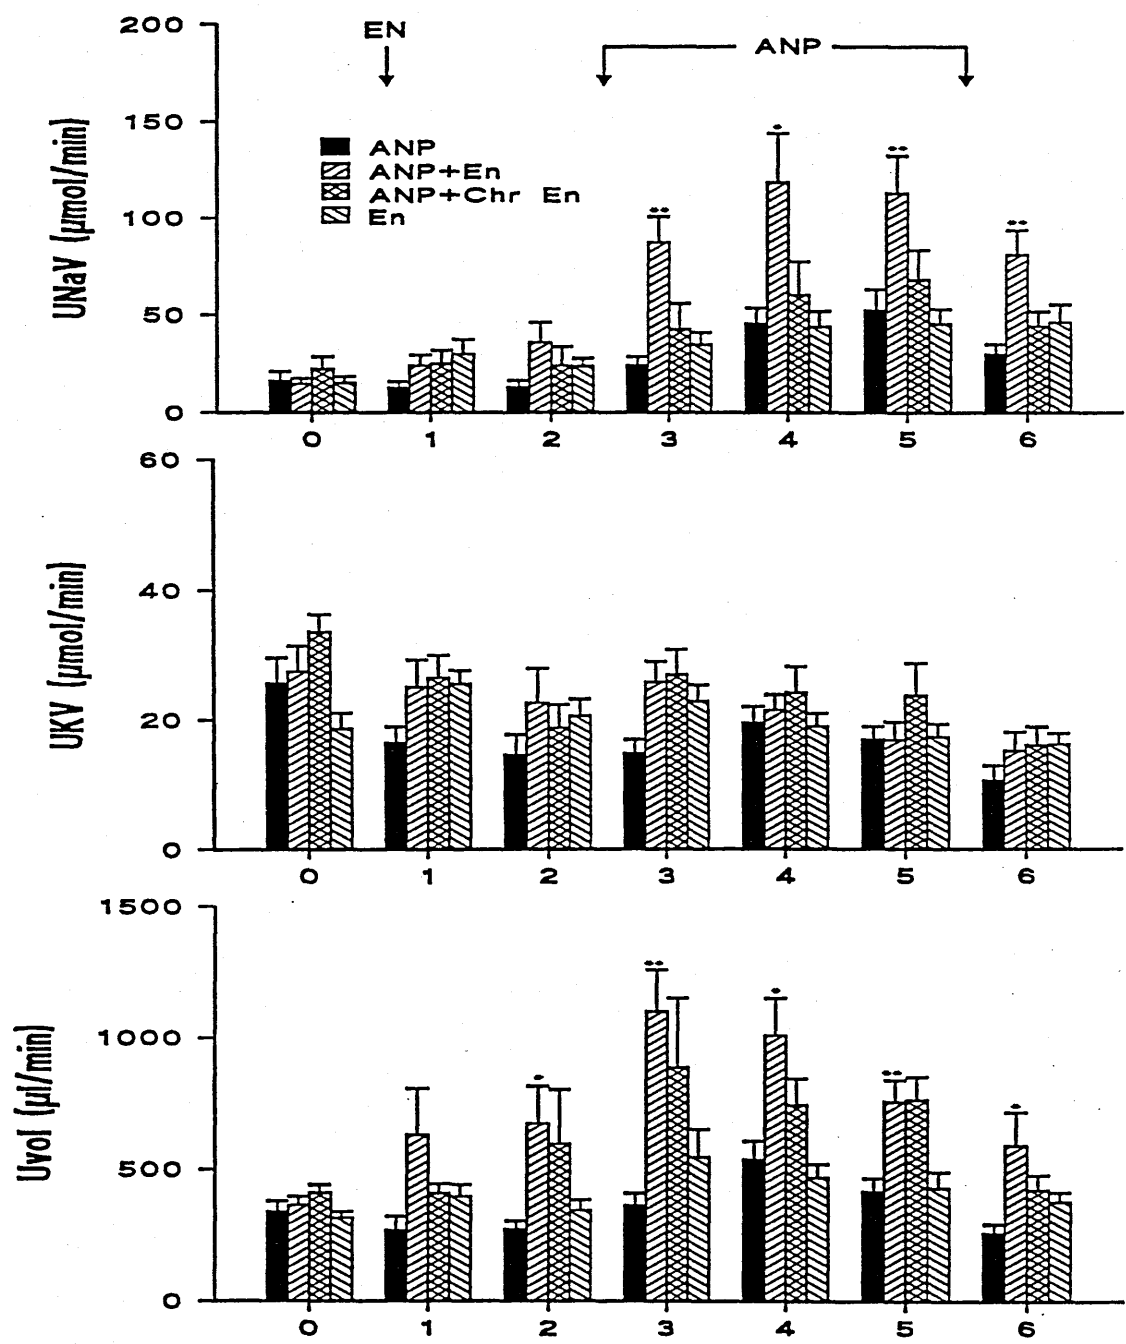 200
EN
ANP
150
ANP
ANP+En
ANP+Chr En
En
100
50
0
UNaV (µmol/min)
** * ** **
0 1 2 3 4 5 6
60
40
20
0
UKV (µmol/min)
0 1 2 3 4 5 6
1500
1000
500
0
Uvol (µl/min)
* ** * ** *
0 1 2 3 4 5 6